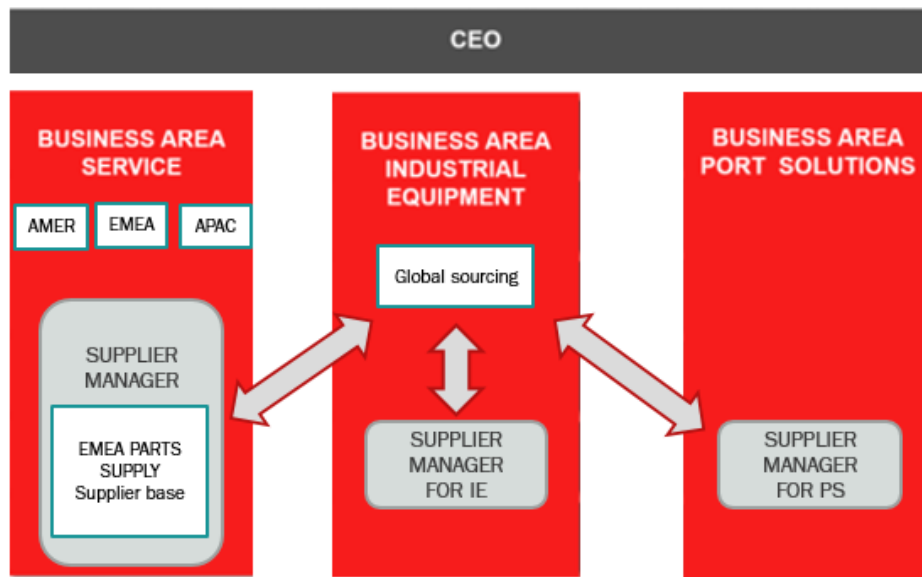 CEO
BUSINESS AREA
SERVICE
AMER
EMEA
APAC
SUPPLIER
MANAGER
EMEA PARTS
SUPPLY
Supplier base
BUSINESS AREA
INDUSTRIAL
EQUIPMENT
Global sourcing
SUPPLIER
MANAGER
FOR IE
BUSINESS AREA
PORT SOLUTIONS
SUPPLIER
MANAGER
FOR PS